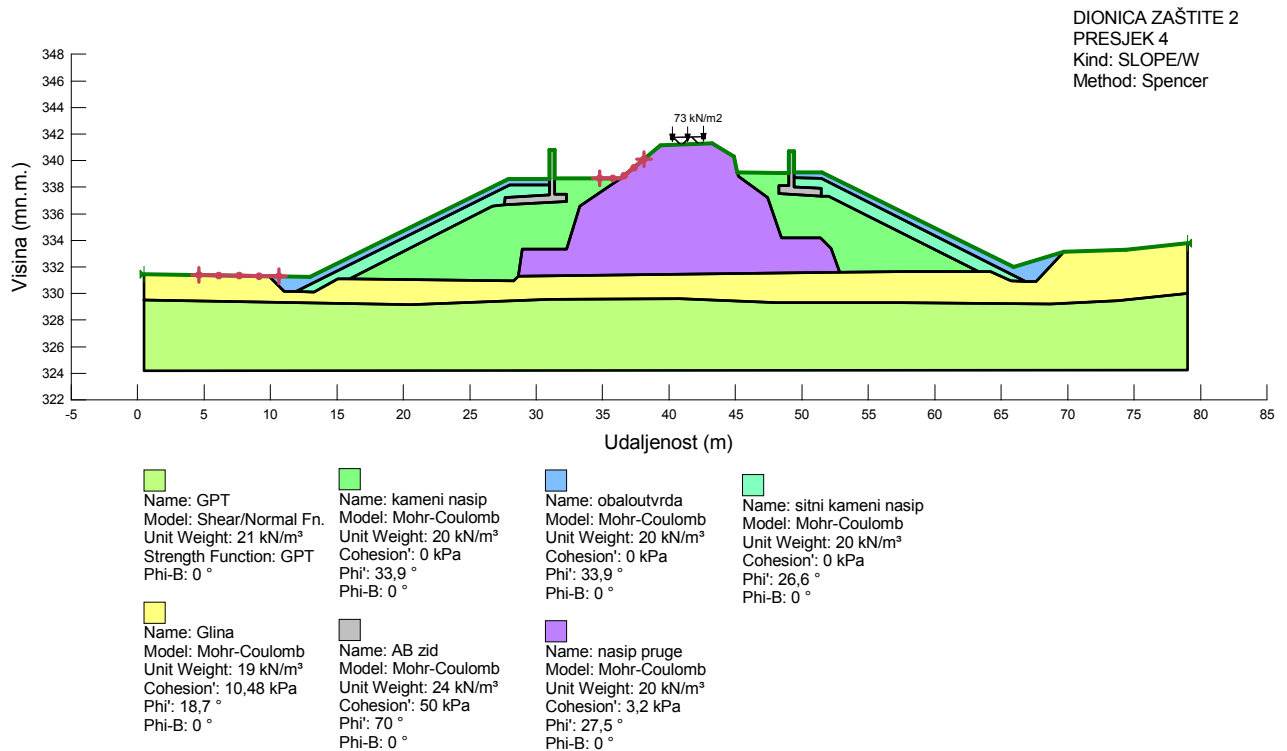 DIONICA ZAŠTITE 2
PRESJEK 4
Kind: SLOPE/W
Method: Spencer
348
346
344
342
340
338
336
334
332
330
328
326
324
322
Visina (mn.m.)
73 kN/m2
-5 0 5 10 15 20 25 30 35 40 45 50 55 60 65 70 75 80 85
Udaljenost (m)
Name: GPT
Model: Shear/Normal Fn.
Unit Weight: 21 kN/m³
Strength Function: GPT
Phi-B: 0 °
Name: kameni nasip
Model: Mohr-Coulomb
Unit Weight: 20 kN/m³
Cohesion': 0 kPa
Phi': 33,9 °
Phi-B: 0 °
Name: obaloutvrda
Model: Mohr-Coulomb
Unit Weight: 20 kN/m³
Cohesion': 0 kPa
Phi': 33,9 °
Phi-B: 0 °
Name: sitni kameni nasip
Model: Mohr-Coulomb
Unit Weight: 20 kN/m³
Cohesion': 0 kPa
Phi': 26,6 °
Phi-B: 0 °
Name: Glina
Model: Mohr-Coulomb
Unit Weight: 19 kN/m³
Cohesion': 10,48 kPa
Phi': 18,7 °
Phi-B: 0 °
Name: AB zid
Model: Mohr-Coulomb
Unit Weight: 24 kN/m³
Cohesion': 50 kPa
Phi': 70 °
Phi-B: 0 °
Name: nasip pruge
Model: Mohr-Coulomb
Unit Weight: 20 kN/m³
Cohesion': 3,2 kPa
Phi': 27,5 °
Phi-B: 0 °